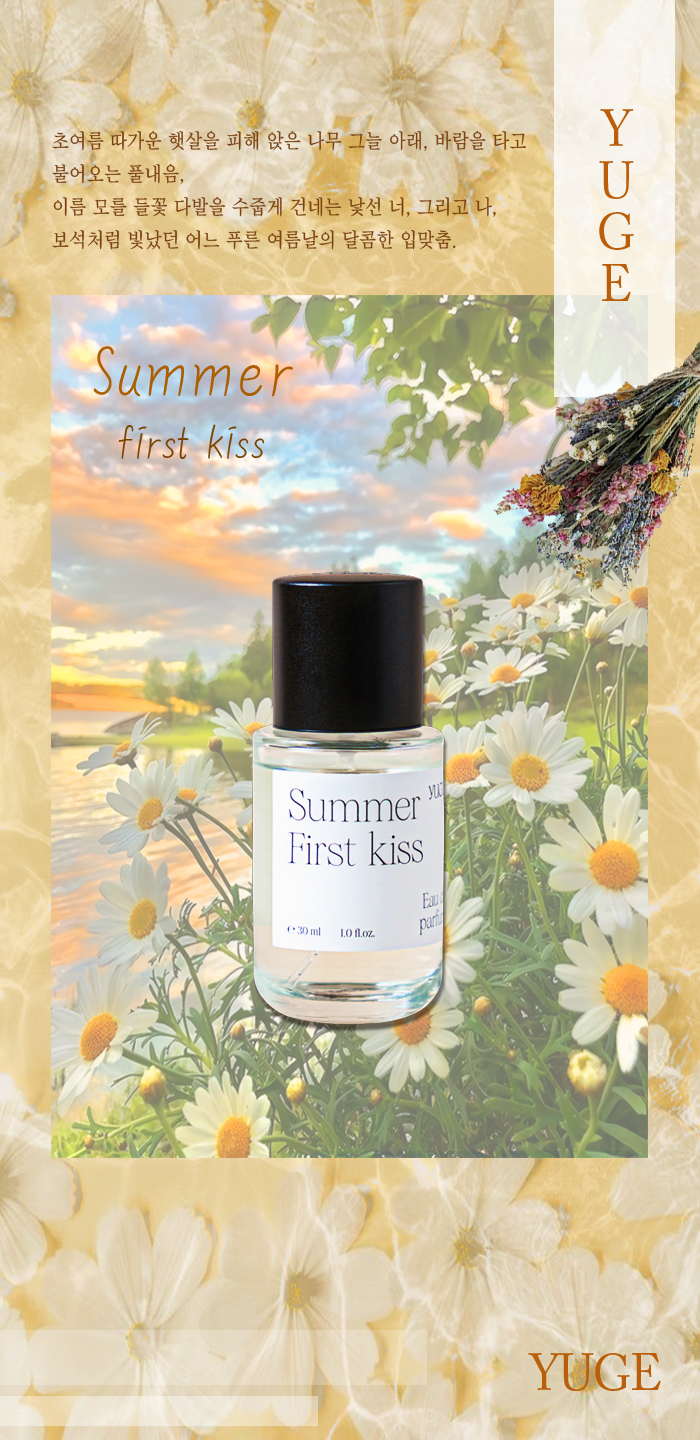 초여름 따가운 햇살을 피해 앉은 나무 그늘 아래, 바람을 타고
불어오는 풀내음,
이름 모를 들꽃 다발을 수줍게 건네는 낯선 너, 그리고 나,
보석처럼 빛났던 어느 푸른 여름날의 달콤한 입맞춤.
YUGE
Summer
first kiss
Summer
First kiss
Eau
℮ 30 ml 1.0 fl.oz.
YUGE